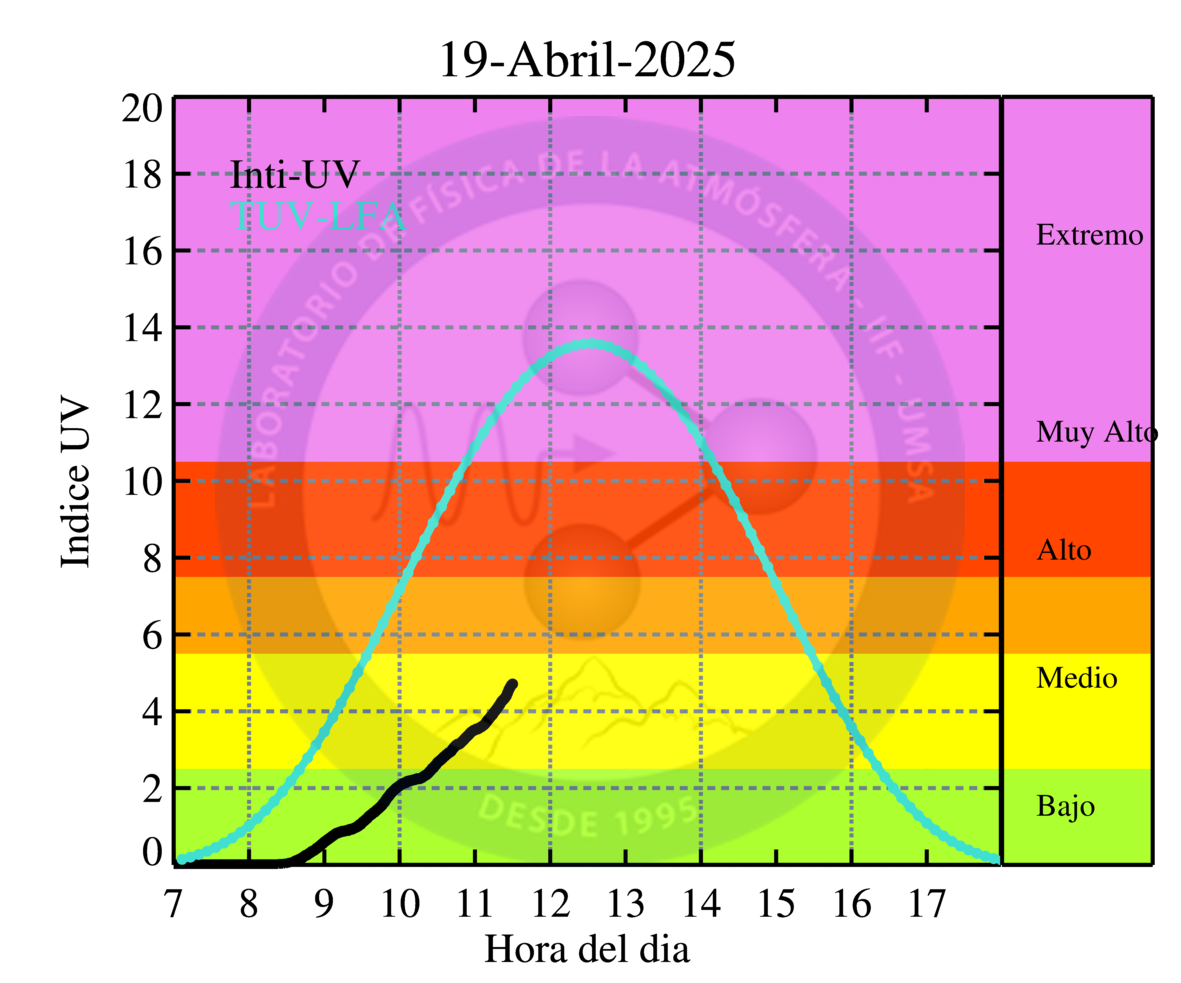 19-Abril-2025
Inti-UV
TUV-LFA
LABORATORIO DE FÍSICA DE LA ATMÓSFERA - IIF - UMSA
DESDE 1995
Indice UV
20
18
16
14
12
10
8
6
4
2
0
Extremo
Muy Alto
Alto
Medio
Bajo
7 8 9 10 11 12 13 14 15 16 17
Hora del dia